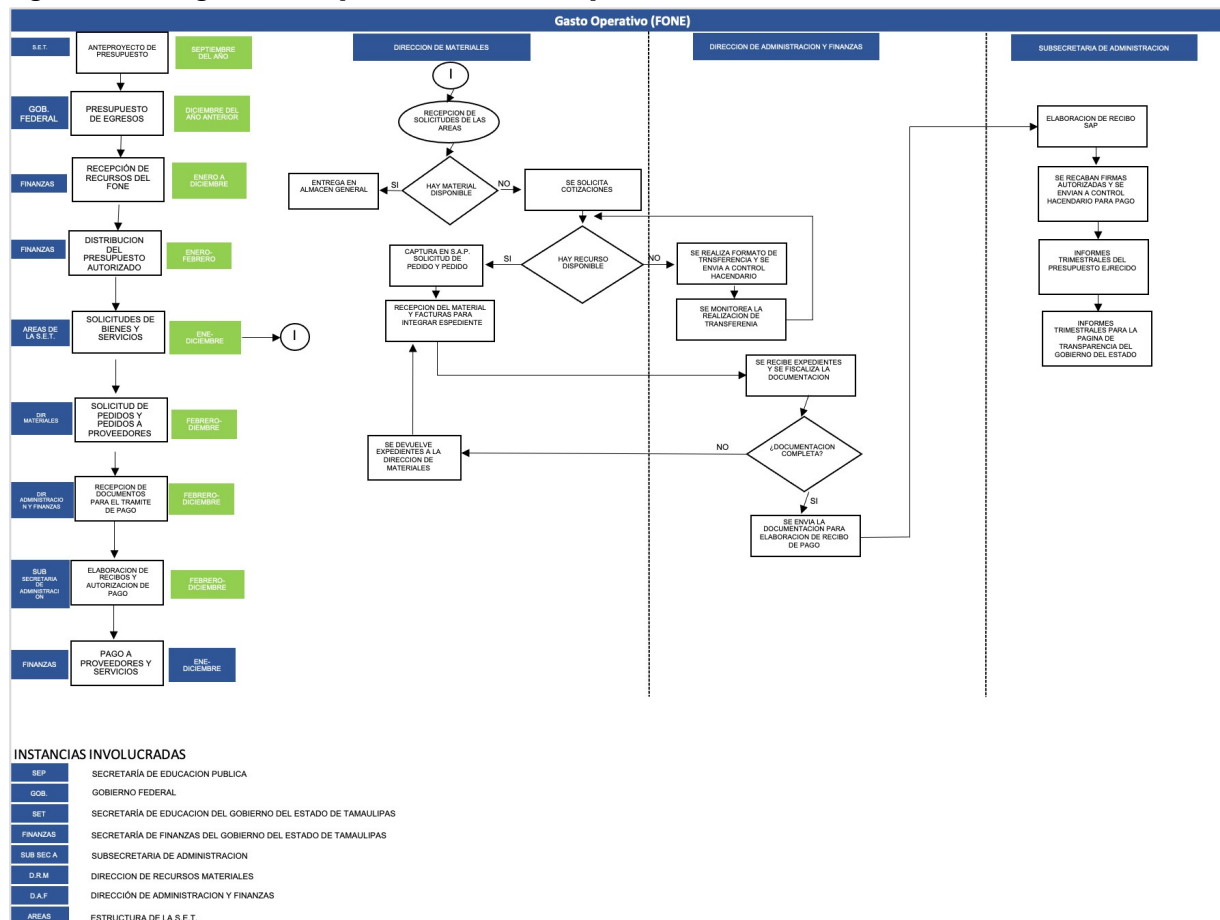 Gasto Operativo (FONE)
S.E.T.
ANTEPROYECTO DE
PRESUPUESTO
SEPTIEMBRE
DEL AÑO
GOB.
FEDERAL
PRESUPUESTO
DE EGRESOS
DICIEMBRE DEL
AÑO ANTERIOR
FINANZAS
RECEPCIÓN DE
RECURSOS DEL
FONE
ENERO A
DICIEMBRE
FINANZAS
DISTRIBUCION
DEL
PRESUPUESTO
AUTORIZADO
ENERO-
FEBRERO
AREAS DE
LA S.E.T.
SOLICITUDES DE
BIENES Y
SERVICIOS
ENE-
DICIEMBRE
I
DIR
MATERIALES
SOLICITUD DE
PEDIDOS Y
PEDIDOS A
PROVEEDORES
FEBRERO-
DIEMBRE
DIR
ADMINISTRACIO
N Y FINANZAS
RECEPCION DE
DOCUMENTOS
PARA EL TRAMITE
DE PAGO
FEBRERO-
DICIEMBRE
SUB
SECRETARIA
DE
ADMINISTRACI
ON
ELABORACION DE
RECIBOS Y
AUTORIZACION DE
PAGO
FEBRERO-
DICIEMBRE
FINANZAS
PAGO A
PROVEEDORES Y
SERVICIOS
ENE-
DICIEMBRE
DIRECCION DE MATERIALES
I
RECEPCION DE
SOLICITUDES DE LAS
AREAS
HAY MATERIAL
DISPONIBLE
SI
ENTREGA EN
ALMACEN GENERAL
NO
SE SOLICITA
COTIZACIONES
HAY RECURSO
DISPONIBLE
SI
CAPTURA EN S.A.P.
SOLICITUD DE
PEDIDO Y PEDIDO
RECEPCION DEL MATERIAL
Y FACTURAS PARA
INTEGRAR ESPEDIENTE
SE DEVUELVE
EXPEDIENTES A LA
DIRECCION DE
MATERIALES
DIRECCION DE ADMINISTRACION Y FINANZAS
NO
SE REALIZA FORMATO DE
TRNSFERENCIA Y SE
ENVIA A CONTROL
HACENDARIO
SE MONITOREA LA
REALIZACION DE
TRANSFERENIA
SE RECIBE EXPEDIENTES
Y SE FISCALIZA LA
DOCUMENTACION
¿DOCUMENTACION
COMPLETA?
NO
SI
SE ENVIA LA
DOCUMENTACION PARA
ELABORACION DE RECIBO
DE PAGO
SUBSECRETARIA DE ADMINISTRACION
ELABORACION DE RECIBO
SAP
SE RECABAN FIRMAS
AUTORIZADAS Y SE
ENVIAN A CONTROL
HACENDARIO PARA PAGO
INFORMES
TRIMESTRALES DEL
PRESUPUESTO EJRECIDO
INFORMES
TRIMESTRALES PARA LA
PAGINA DE
TRANSPARENCIA DEL
GOBIERNO DEL ESTADO
INSTANCIAS INVOLUCRADAS
SEP SECRETARÍA DE EDUCACION PUBLICA
GOB. GOBIERNO FEDERAL
SET SECRETARÍA DE EDUCACION DEL GOBIERNO DEL ESTADO DE TAMAULIPAS
FINANZAS SECRETARÍA DE FINANZAS DEL GOBIERNO DEL ESTADO DE TAMAULIPAS
SUB SEC A SUBSECRETARIA DE ADMINISTRACION
D.R.M DIRECCION DE RECURSOS MATERIALES
D.A.F DIRECCIÓN DE ADMINISTRACION Y FINANZAS
AREAS ESTRUCTURA DE LA S.E.T.